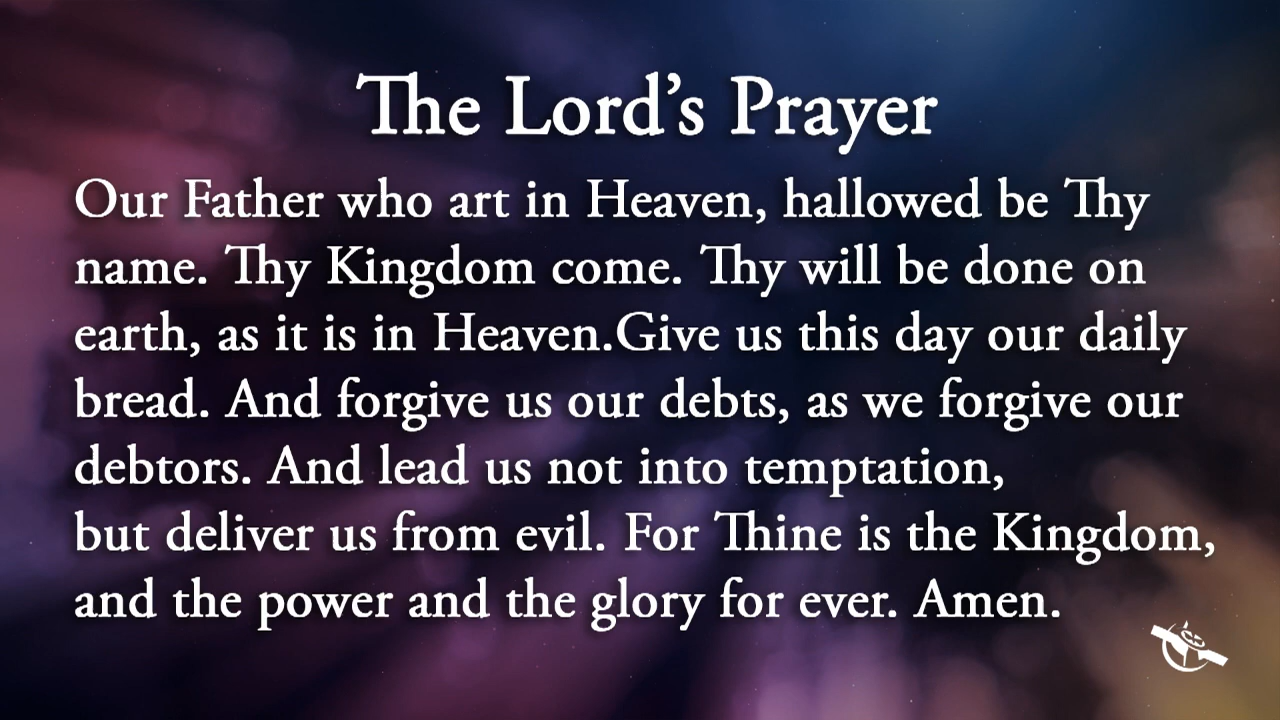 The Lord’s Prayer
Our Father who art in Heaven, hallowed be Thy
name. Thy Kingdom come. Thy will be done on
earth, as it is in Heaven.Give us this day our daily
bread. And forgive us our debts, as we forgive our
debtors. And lead us not into temptation,
but deliver us from evil. For Thine is the Kingdom,
and the power and the glory for ever. Amen.